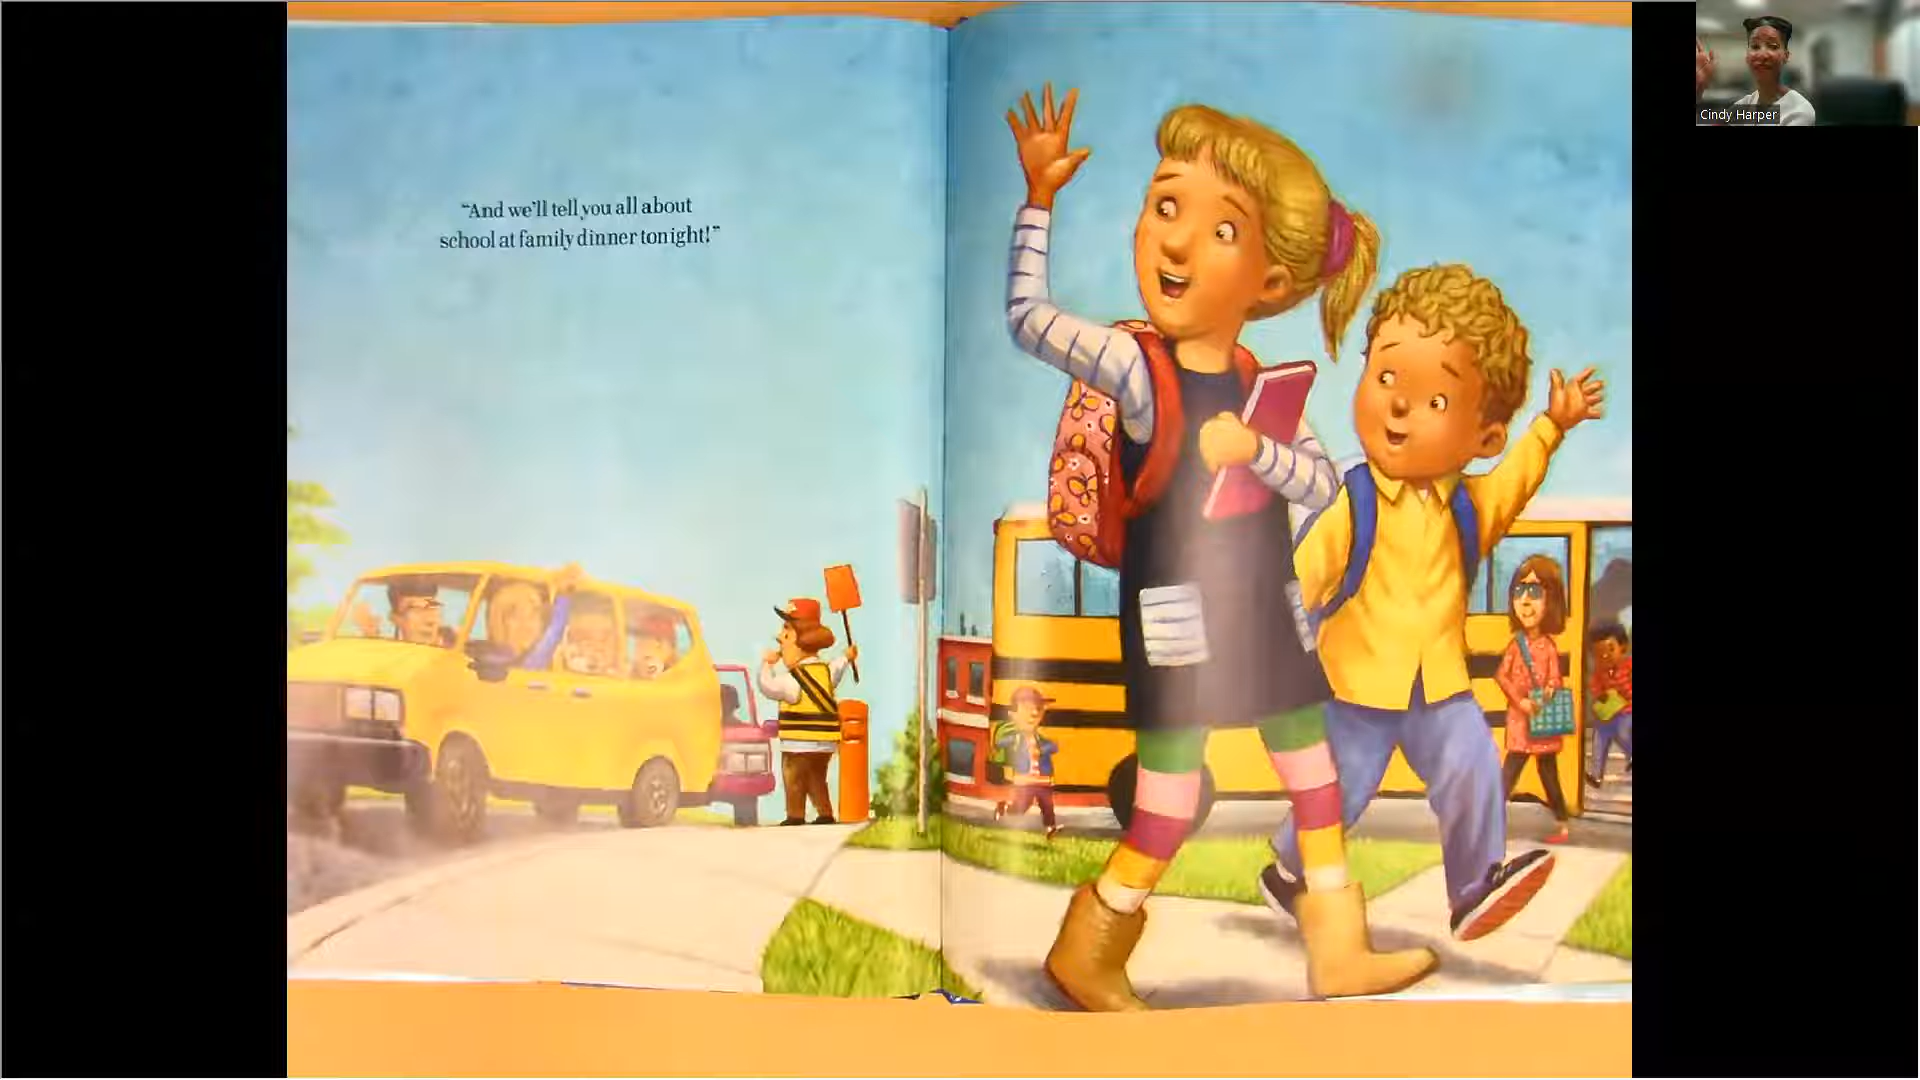 “And we’ll tell you all about
school at family dinner tonight!”
Cindy Harper